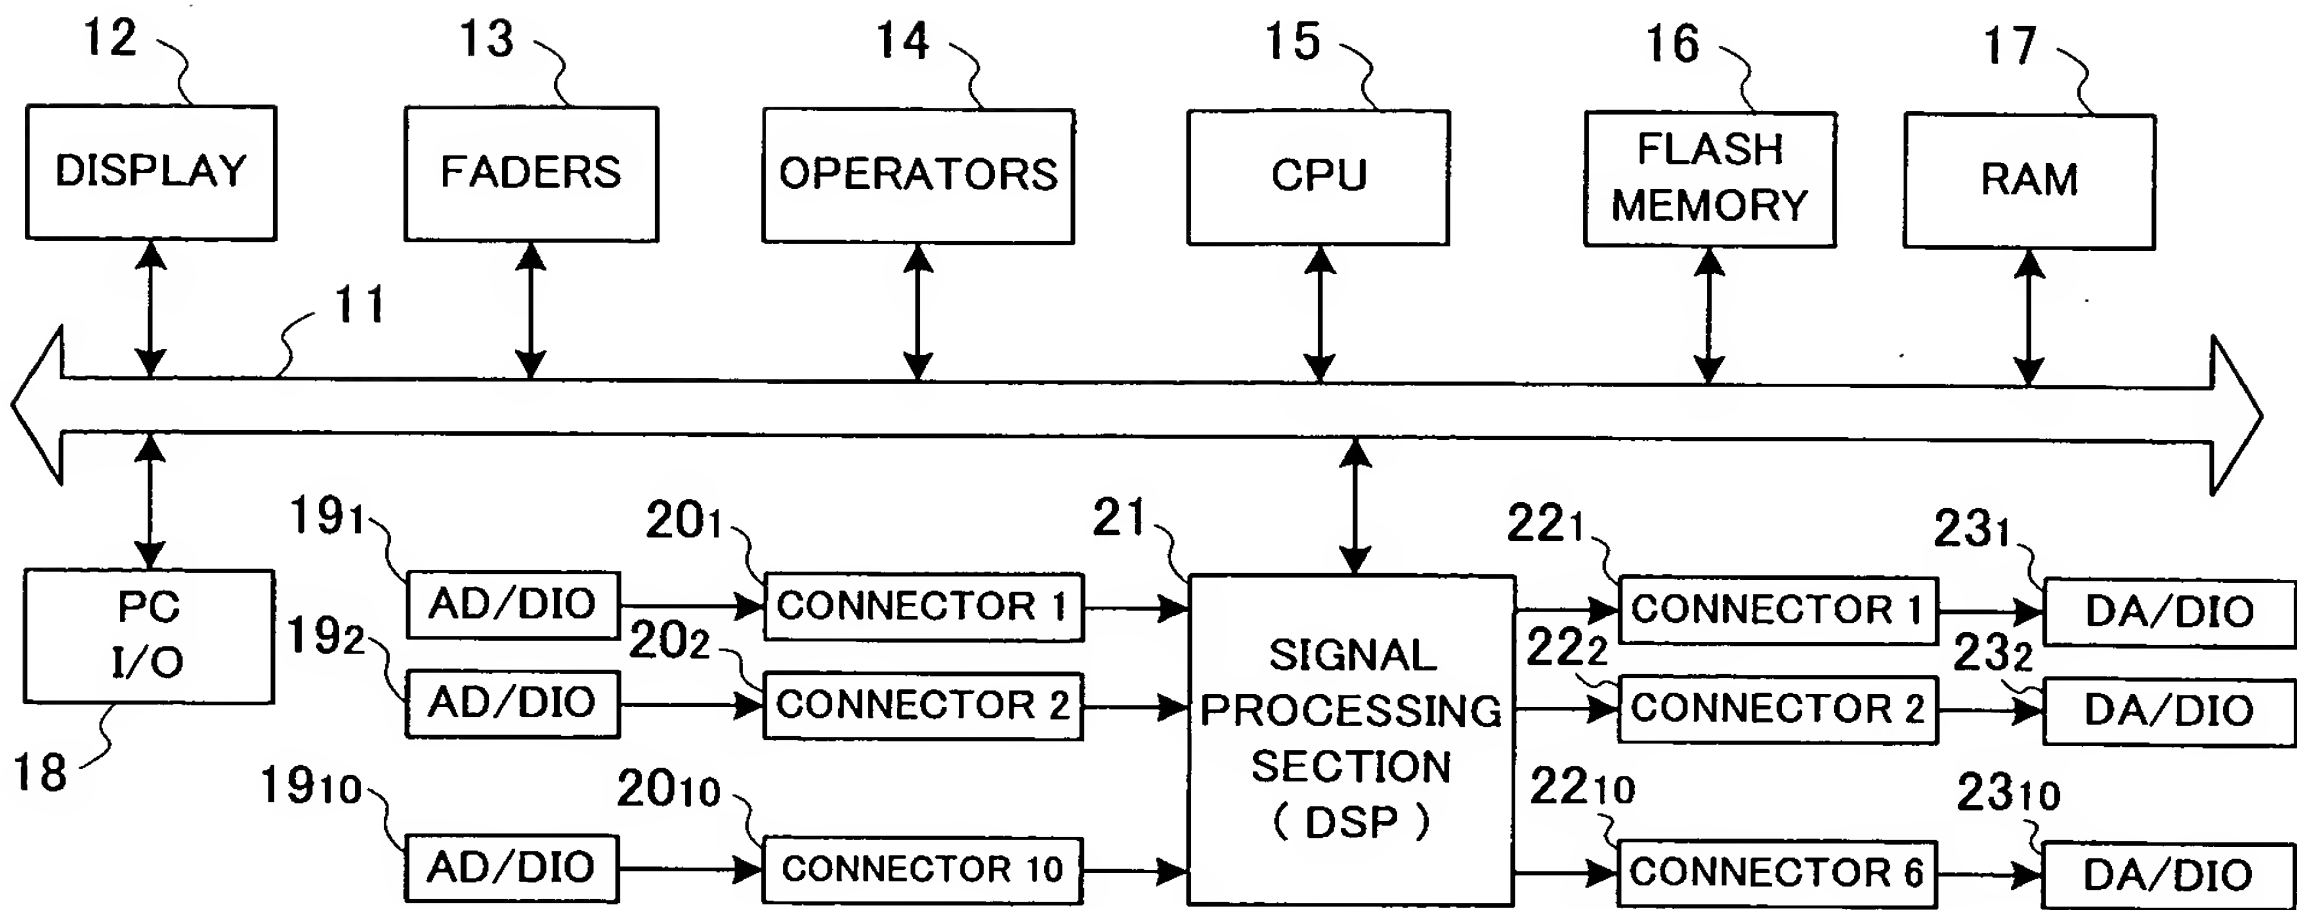 12
13
14
15
16
17
DISPLAY
FADERS
OPERATORS
CPU
FLASH
MEMORY
RAM
11
PC
I/O
18
191
201
21
221
231
AD/DIO
CONNECTOR 1
CONNECTOR 1
DA/DIO
192
202
222
232
AD/DIO
CONNECTOR 2
CONNECTOR 2
DA/DIO
SIGNAL
PROCESSING
SECTION
( DSP )
1910
2010
2210
2310
AD/DIO
CONNECTOR 10
CONNECTOR 6
DA/DIO